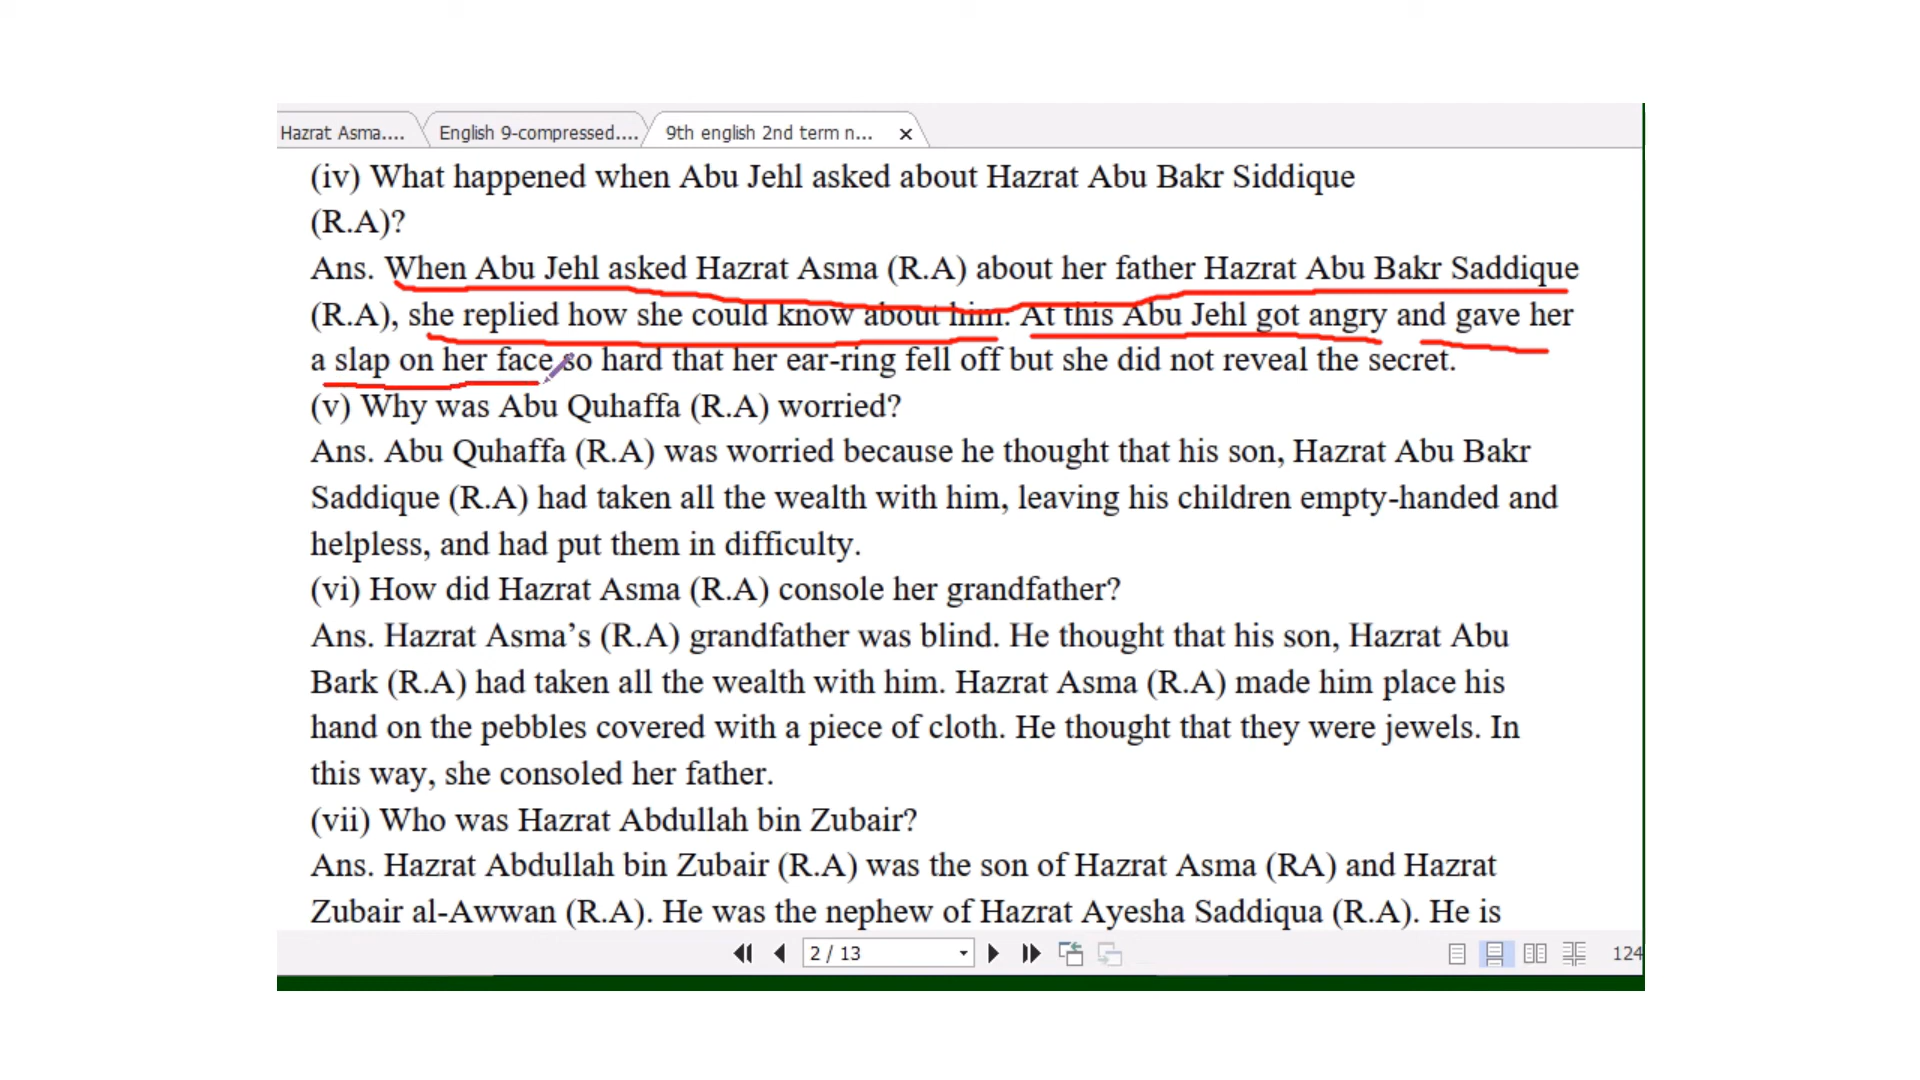 Hazrat Asma.... English 9-compressed.... 9th english 2nd term n...
(iv) What happened when Abu Jehl asked about Hazrat Abu Bakr Siddique
(R.A)?
Ans. When Abu Jehl asked Hazrat Asma (R.A) about her father Hazrat Abu Bakr Saddique
(R.A), she replied how she could know about him. At this Abu Jehl got angry and gave her
a slap on her face so hard that her ear-ring fell off but she did not reveal the secret.
(v) Why was Abu Quhaffa (R.A) worried?
Ans. Abu Quhaffa (R.A) was worried because he thought that his son, Hazrat Abu Bakr
Saddique (R.A) had taken all the wealth with him, leaving his children empty-handed and
helpless, and had put them in difficulty.
(vi) How did Hazrat Asma (R.A) console her grandfather?
Ans. Hazrat Asma’s (R.A) grandfather was blind. He thought that his son, Hazrat Abu
Bark (R.A) had taken all the wealth with him. Hazrat Asma (R.A) made him place his
hand on the pebbles covered with a piece of cloth. He thought that they were jewels. In
this way, she consoled her father.
(vii) Who was Hazrat Abdullah bin Zubair?
Ans. Hazrat Abdullah bin Zubair (R.A) was the son of Hazrat Asma (RA) and Hazrat
Zubair al-Awwan (R.A). He was the nephew of Hazrat Ayesha Saddiqua (R.A). He is
2 / 13 124